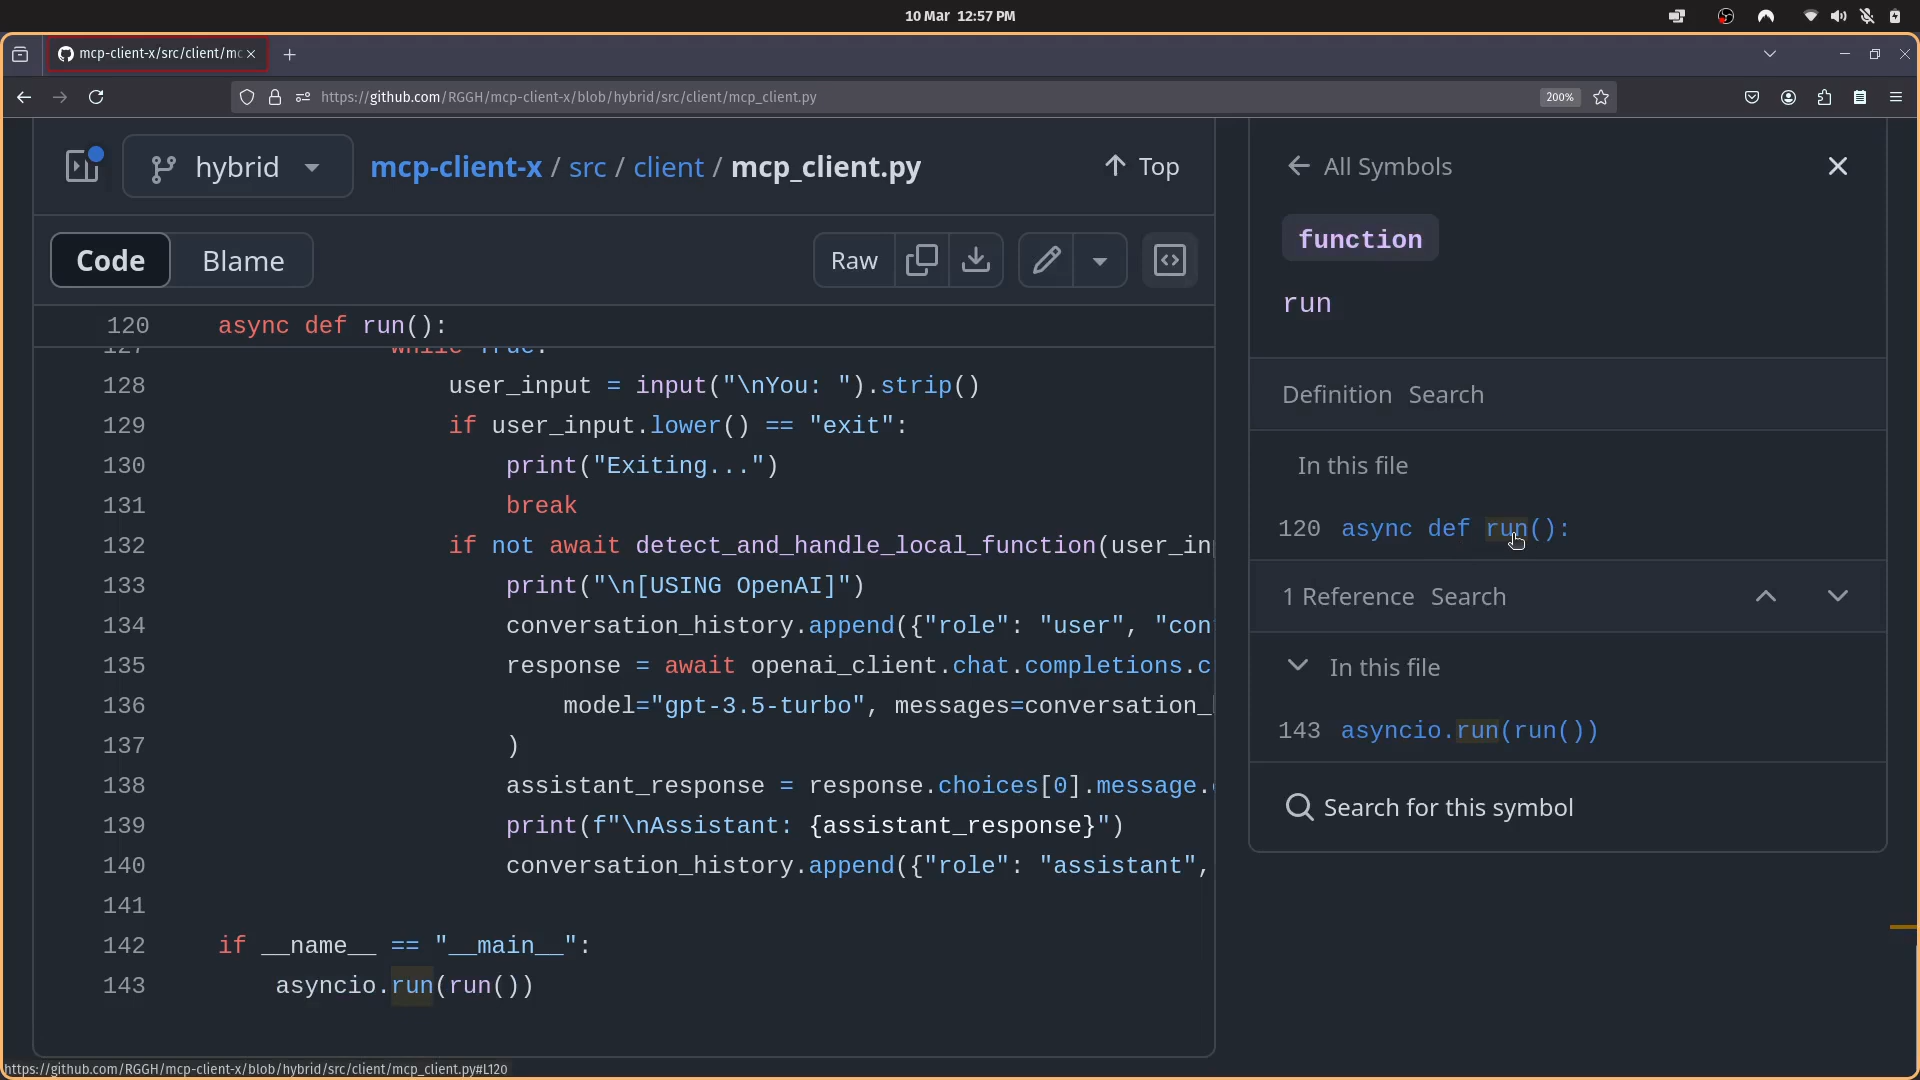 10 Mar 12:57 PM
mcp-client-x/src/client/mc
https://github.com/RGGH/mcp-client-x/blob/hybrid/src/client/mcp_client.py
200%
hybrid
mcp-client-x / src / client / mcp_client.py
Top
Code
Blame
Raw
120 async def run():
127 while True:
128 user_input = input("\nYou: ").strip()
129 if user_input.lower() == "exit":
130 print("Exiting...")
131 break
132 if not await detect_and_handle_local_function(user_in
133 print("\n[USING OpenAI]")
134 conversation_history.append({"role": "user", "con
135 response = await openai_client.chat.completions.c
136 model="gpt-3.5-turbo", messages=conversation_
137 )
138 assistant_response = response.choices[0].message.
139 print(f"\nAssistant: {assistant_response}")
140 conversation_history.append({"role": "assistant",
141
142 if __name__ == "__main__":
143 asyncio.run(run())
All Symbols
function
run
Definition Search
In this file
120 async def run():
1 Reference Search
In this file
143 asyncio.run(run())
Search for this symbol
https://github.com/RGGH/mcp-client-x/blob/hybrid/src/client/mcp_client.py#L120